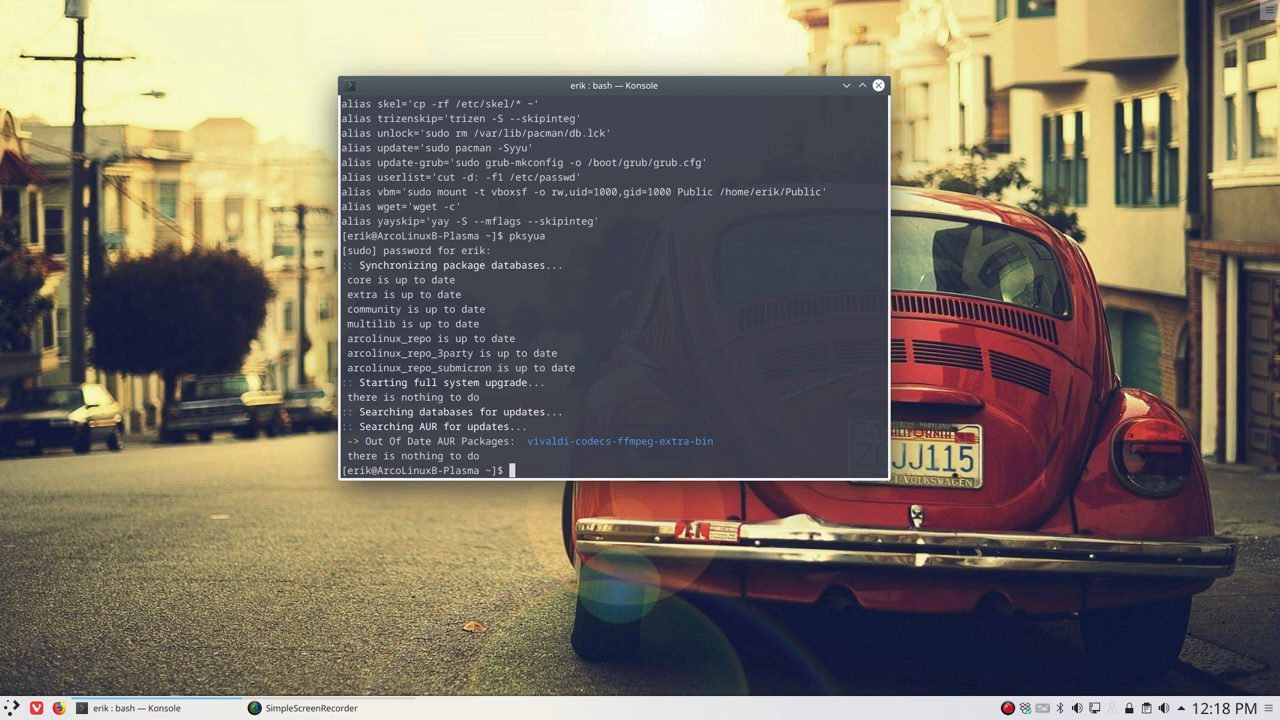 erik : bash — Konsole
alias skel='cp -rf /etc/skel/* ~'
alias trizenskip='trizen -S --skipinteg'
alias unlock='sudo rm /var/lib/pacman/db.lck'
alias update='sudo pacman -Syyu'
alias update-grub='sudo grub-mkconfig -o /boot/grub/grub.cfg'
alias userlist='cut -d: -f1 /etc/passwd'
alias vbm='sudo mount -t vboxsf -o rw,uid=1000,gid=1000 Public /home/erik/Public'
alias wget='wget -c'
alias yayskip='yay -S --mflags --skipinteg'
[erik@ArcoLinuxB-Plasma ~]$ pksyua
[sudo] password for erik:
:: Synchronizing package databases...
core is up to date
extra is up to date
community is up to date
multilib is up to date
arcolinux_repo is up to date
arcolinux_repo_3party is up to date
arcolinux_repo_submicron is up to date
:: Starting full system upgrade...
there is nothing to do
:: Searching databases for updates...
:: Searching AUR for updates...
-> Out Of Date AUR Packages:  vivaldi-codecs-ffmpeg-extra-bin
there is nothing to do
[erik@ArcoLinuxB-Plasma ~]$
CALIFORNIA
JJ115
VOLKSWAGEN
erik : bash — Konsole
SimpleScreenRecorder
12:18 PM